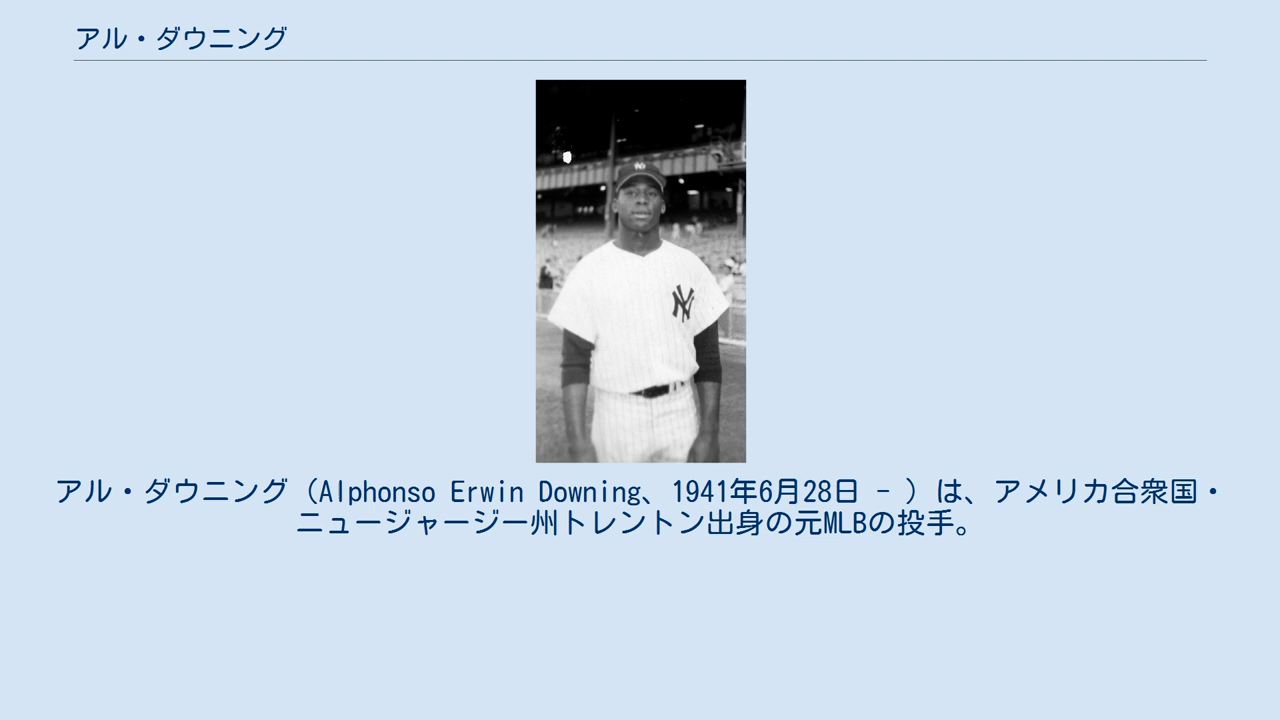 アル・ダウニング
NY
アル・ダウニング（Alphonso Erwin Downing、1941年6月28日 - ）は、アメリカ合衆国・
ニュージャージー州トレントン出身の元MLBの投手。